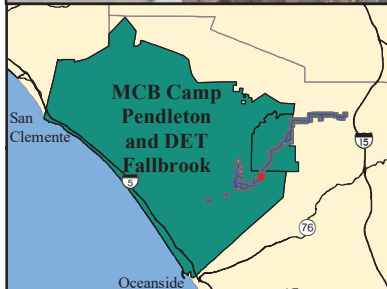 MCB Camp
Pendleton
and DET
Fallbrook
San
Clemente
5
15
76
Oceanside